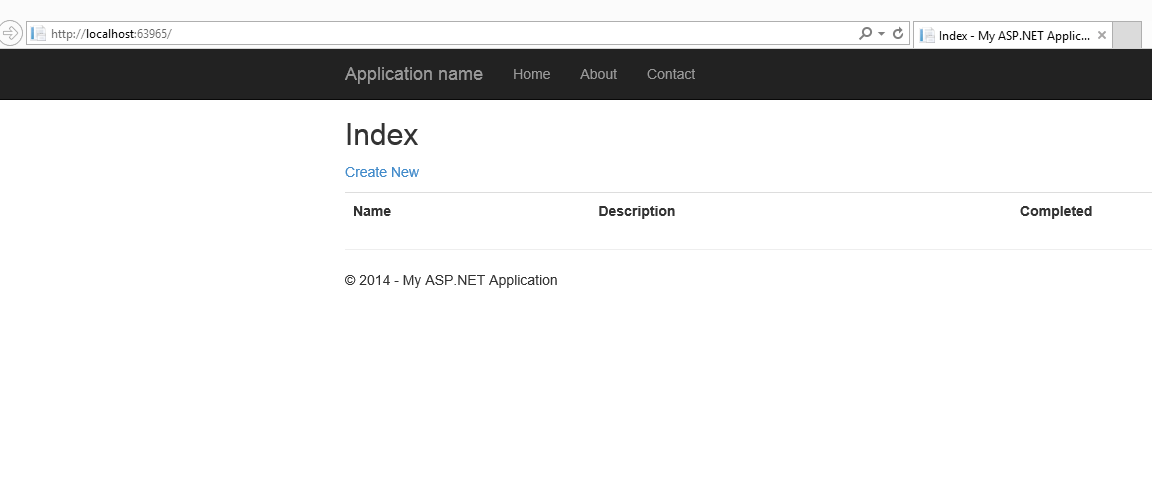 http://localhost:63965/
Index - My ASP.NET Applic...
Application name Home About Contact
Index
Create New
Name Description Completed
© 2014 - My ASP.NET Application